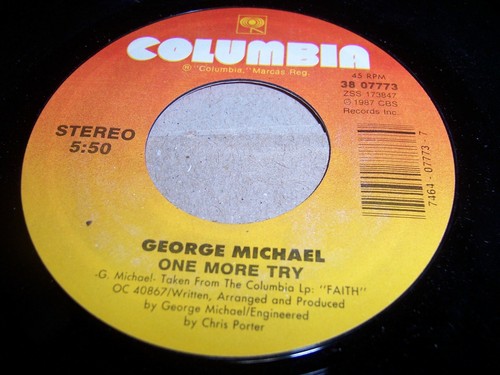 COLUMBIA
® "Columbia," Marcas Reg.
45 RPM
38 07773
ZSS 173847
℗ 1987 CBS
Records Inc.
STEREO
5:50
7464-07773-7
GEORGE MICHAEL
ONE MORE TRY
-G. Michael- Taken From The Columbia Lp: "FAITH"
OC 40867/Written, Arranged and Produced
by George Michael/Engineered
by Chris Porter